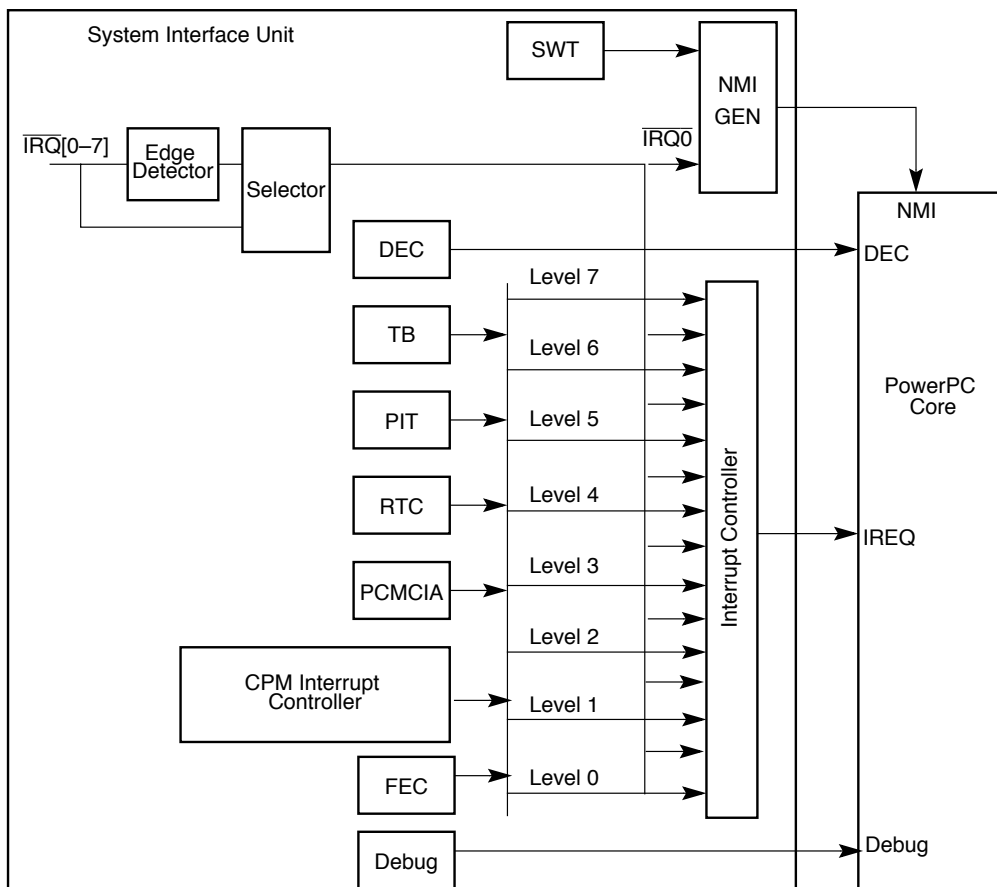 System Interface Unit
SWT
NMI
GEN
IRQ[0–7]
Edge
Detector
Selector
IRQ0
NMI
DEC
DEC
Level 7
TB
Level 6
PowerPC
Core
PIT
Level 5
RTC
Level 4
Interrupt Controller
IREQ
PCMCIA
Level 3
Level 2
CPM Interrupt
Controller
Level 1
FEC
Level 0
Debug
Debug